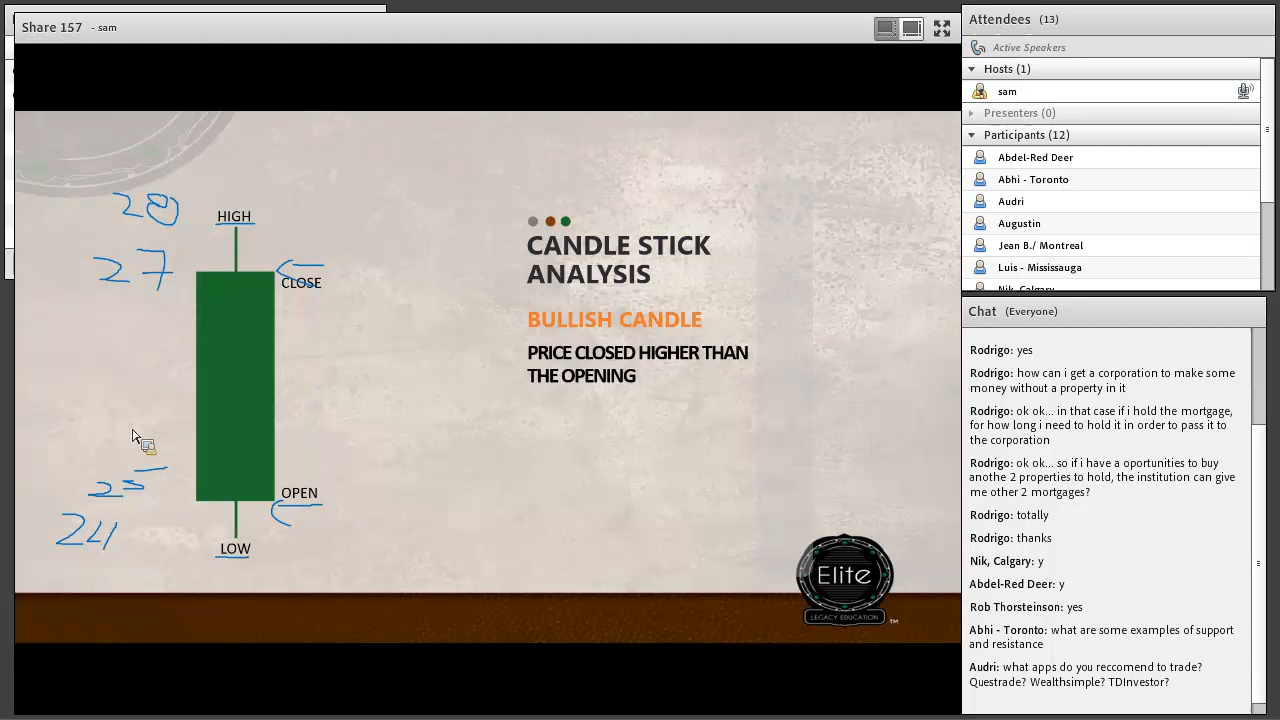 Share 157 - sam
28
HIGH
27
CLOSE
25
OPEN
24
LOW
CANDLE STICK
ANALYSIS
BULLISH CANDLE
PRICE CLOSED HIGHER THAN
THE OPENING
Elite
LEGACY EDUCATION
TM
Attendees (13)
Active Speakers
Hosts (1)
sam
Presenters (0)
Participants (12)
Abdel-Red Deer
Abhi - Toronto
Audri
Augustin
Jean B./ Montreal
Luis - Mississauga
Nik, Calgary
Chat (Everyone)
Rodrigo: yes
Rodrigo: how can i get a corporation to make some
money without a property in it
Rodrigo: ok ok... in that case if i hold the mortgage,
for how long i need to hold it in order to pass it to
the corporation
Rodrigo: ok ok... so if i have a oportunities to buy
anothe 2 properties to hold, the institution can give
me other 2 mortgages?
Rodrigo: totally
Rodrigo: thanks
Nik, Calgary: y
Abdel-Red Deer: y
Rob Thorsteinson: yes
Abhi - Toronto: what are some examples of support
and resistance
Audri: what apps do you reccomend to trade?
Questrade? Wealthsimple? TDInvestor?